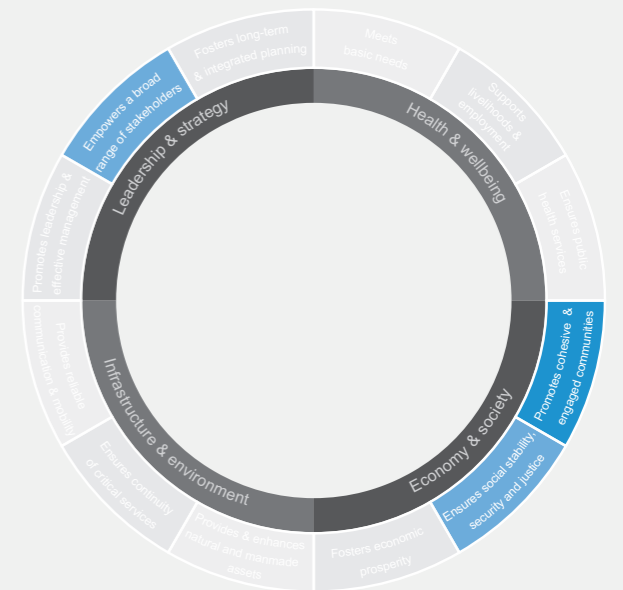 Fosters long-term
& integrated planning
Meets
basic needs
Supports
livelihoods &
employment
Ensures public
health services
Promotes cohesive &
engaged communities
Ensures social stability,
security and justice
Fosters economic
prosperity
Provides & enhances
natural and manmade
assets
Ensures continuity
of critical services
Provides reliable
communication & mobility
Promotes leadership &
effective management
Empowers a broad
range of stakeholders
Leadership & strategy
Health & wellbeing
Economy & society
Infrastructure & environment